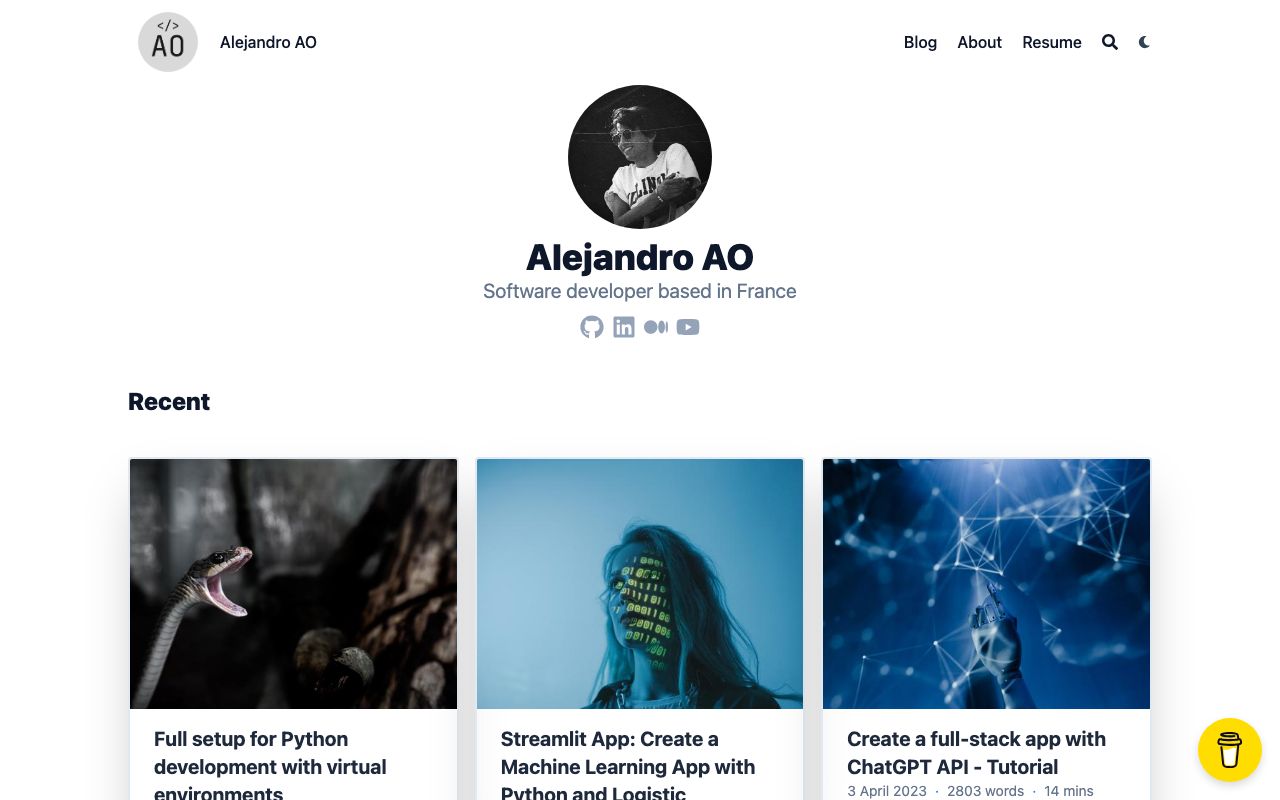 </>
AO
Alejandro AO
Blog
About
Resume
Alejandro AO
Software developer based in France
Recent
Full setup for Python
development with virtual
environments
Streamlit App: Create a
Machine Learning App with
Python and Logistic
Create a full-stack app with
ChatGPT API - Tutorial
3 April 2023 · 2803 words · 14 mins